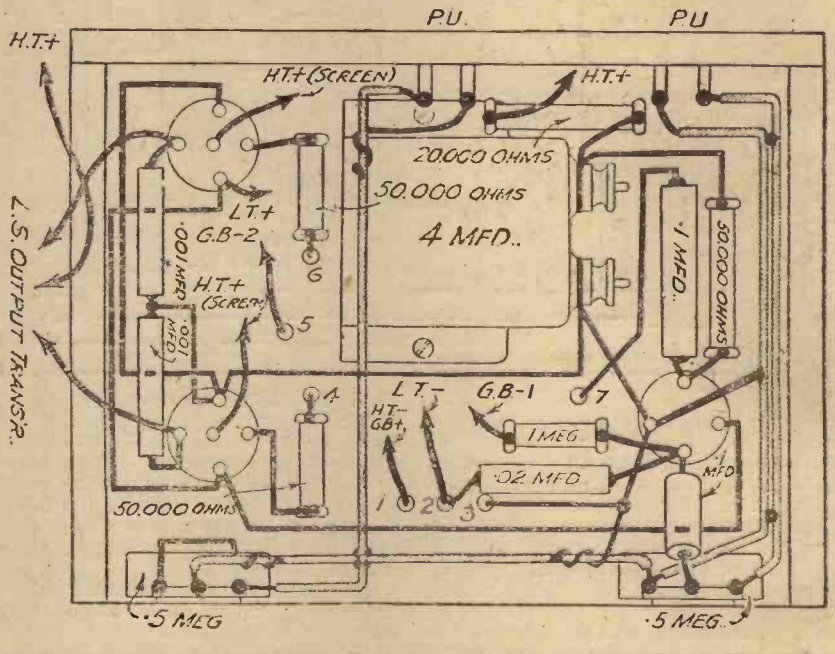 P.U.
P.U
H.T.+
H.T.+(SCREEN)
H.T.+
20.000 OHMS
50.000 OHMS
L.T.+
G.B-2
.001 MFD
4 MFD..
.1 MFD..
50.000 OHMS
6
H.T.+
(SCREEN)
5
L.S. OUTPUT TRANSR.
.001
MFD
4
L.T.-
G.B-1
7
HT-
GB+
1 MEG
.02 MFD
MFD
1
2
3
50.000 OHMS
.5 MEG
.5 MEG.